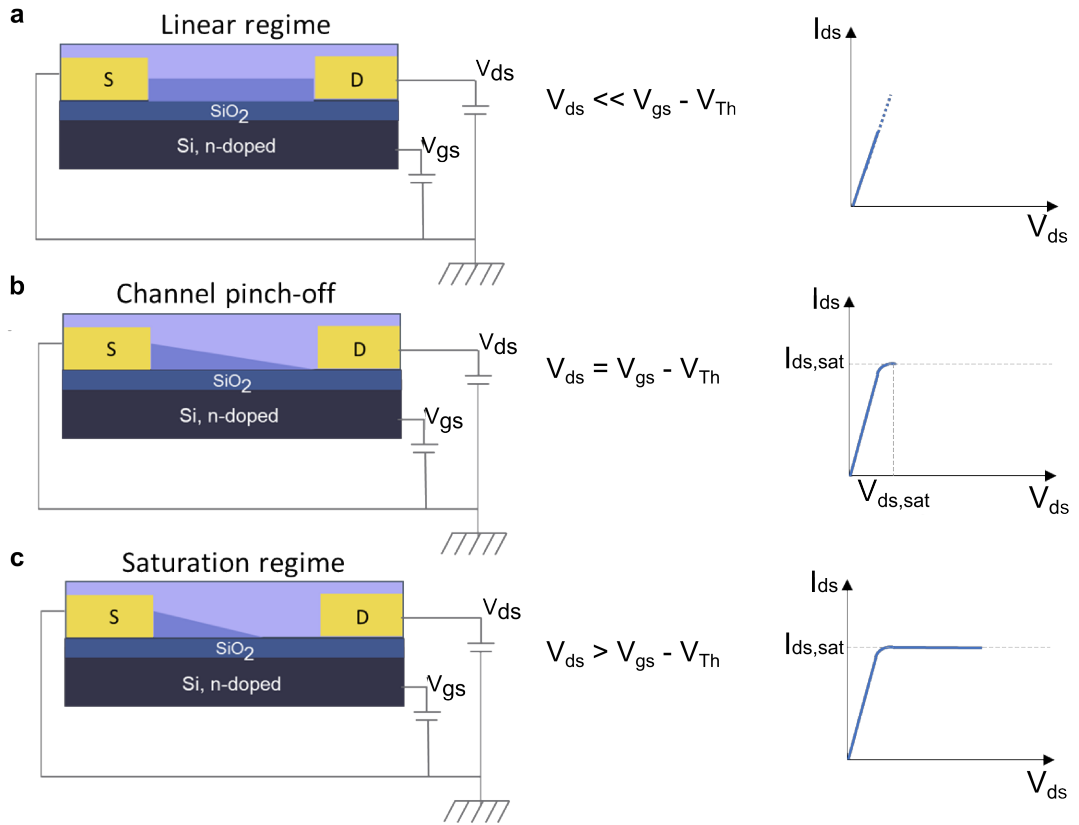 a
Linear regime
S
D
SiO2
Si, n-doped
Vds
Vgs
Vds << Vgs - VTh
Ids
Vds
b
Channel pinch-off
S
D
SiO2
Si, n-doped
Vds
Vgs
Vds = Vgs - VTh
Ids
Ids,sat
Vds,sat
Vds
c
Saturation regime
S
D
SiO2
Si, n-doped
Vds
Vgs
Vds > Vgs - VTh
Ids
Ids,sat
Vds